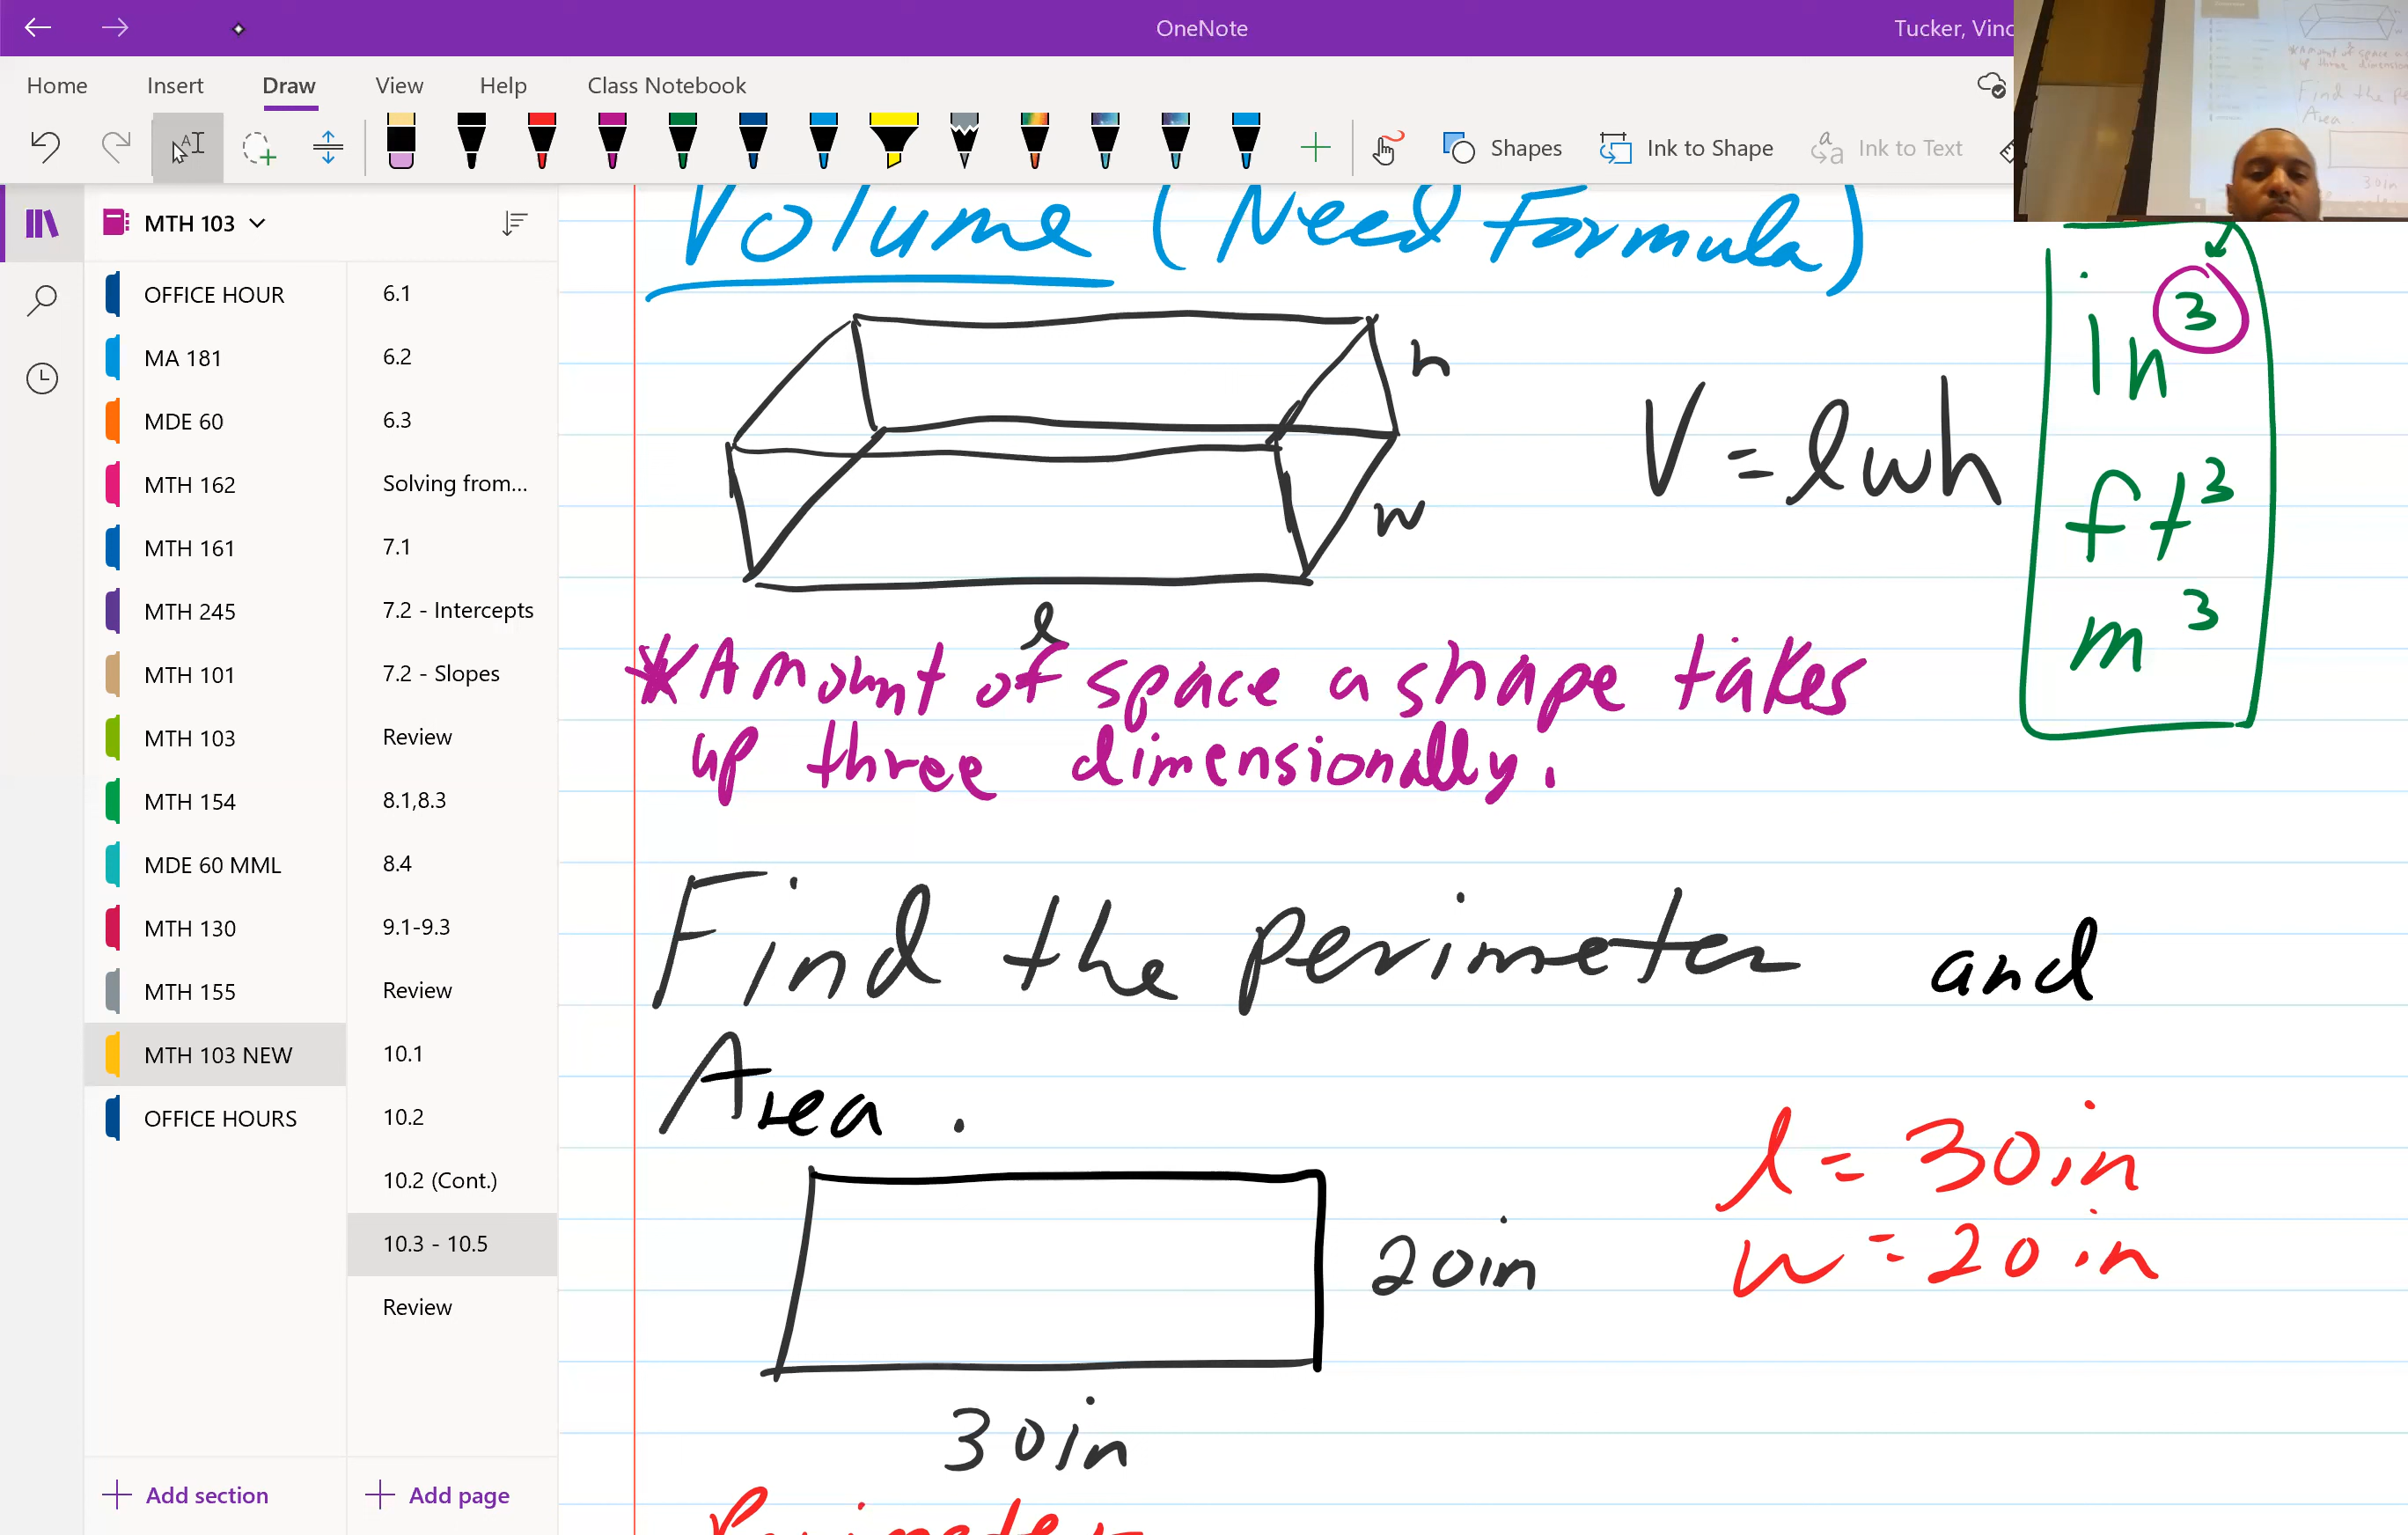 OneNote
Tucker, Vinc
Home Insert Draw View Help Class Notebook
Shapes Ink to Shape Ink to Text
MTH 103
OFFICE HOUR
MA 181
MDE 60
MTH 162
MTH 161
MTH 245
MTH 101
MTH 103
MTH 154
MDE 60 MML
MTH 130
MTH 155
MTH 103 NEW
OFFICE HOURS
Add section
6.1
6.2
6.3
Solving from...
7.1
7.2 - Intercepts
7.2 - Slopes
Review
8.1,8.3
8.4
9.1-9.3
Review
10.1
10.2
10.2 (Cont.)
10.3 - 10.5
Review
Add page
Volume (Need Formula)
h
w
l
V = lwh
in³
ft³
m³
*Amount of space a shape takes
up three dimensionally.
Find the perimeter and
Area.
20in
30in
l = 30in
w = 20in
Perimeter